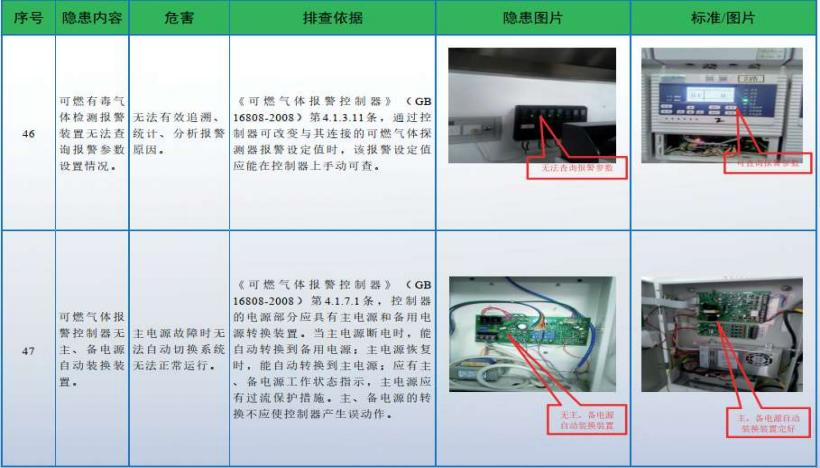 序号
隐患内容
危害
排查依据
隐患图片
标准/图片
46
可燃有毒气
体检测报警
装置无法查
询报警参数
设置情况。
无法有效追溯、
统计、分析报警
原因。
《可燃气体报警控制器》（GB
16808-2008）第4.1.3.11条，通过控
制器可改变与其连接的可燃气体探
测器报警设定值时，该报警设定值
应能在控制器上手动可查。
无法查询报警参数
可查询报警参数
47
可燃气体报
警控制器无
主、备电源
自动装换装
置。
主电源故障时无
法自动切换系统
无法正常运行。
《可燃气体报警控制器》（GB
16808-2008）第4.1.7.1条，控制器
的电源部分应具有主电源和备用电
源转换装置。当主电源断电时，能
自动转换到备用电源；主电源恢复
时，能自动转换到主电源；应有主
、备电源工作状态指示，主电源应
有过流保护措施。主、备电源的转
换不应使控制器产生误动作。
无主、备电源
自动装换装置
主、备电源自动
装换装置完好